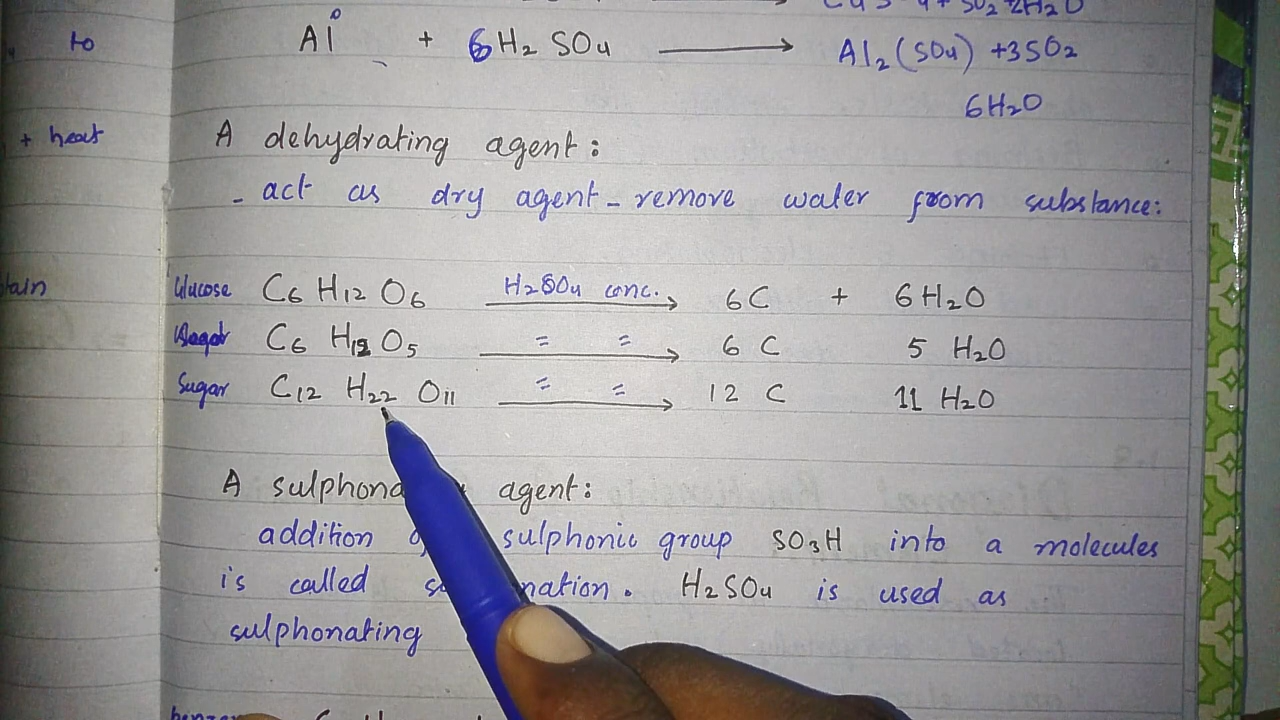 SO2 2H2O
to Al + 6H2SO4 ⟶ Al2(SO4) +3SO2
6H2O
+ heat A dehydrating agent:
- act as dry agent - remove water from substance:
Glucose C6 H12 O6 H2SO4 conc. ⟶ 6C + 6H2O
C6 H12 O5 = = ⟶ 6 C 5 H2O
Sugar C12 H22 O11 = = ⟶ 12 C 11 H2O
A agent:
addition sulphonic group SO3H into a molecules
is called H2SO4 is used as
sulphonating